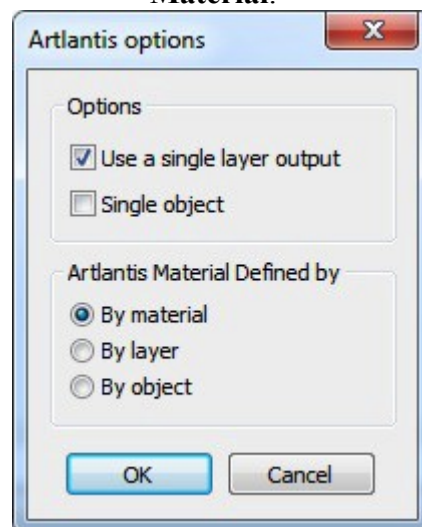 Material.
Artlantis options
Options
Use a single layer output
Single object
Artlantis Material Defined by
By material
By layer
By object
OK
Cancel